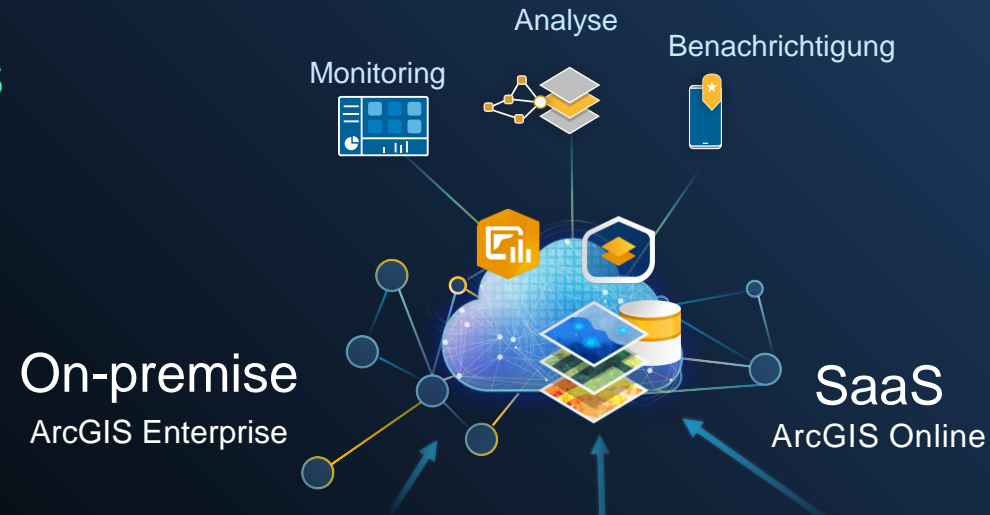 Analyse
Benachrichtigung
Monitoring
On-premise
ArcGIS Enterprise
SaaS
ArcGIS Online